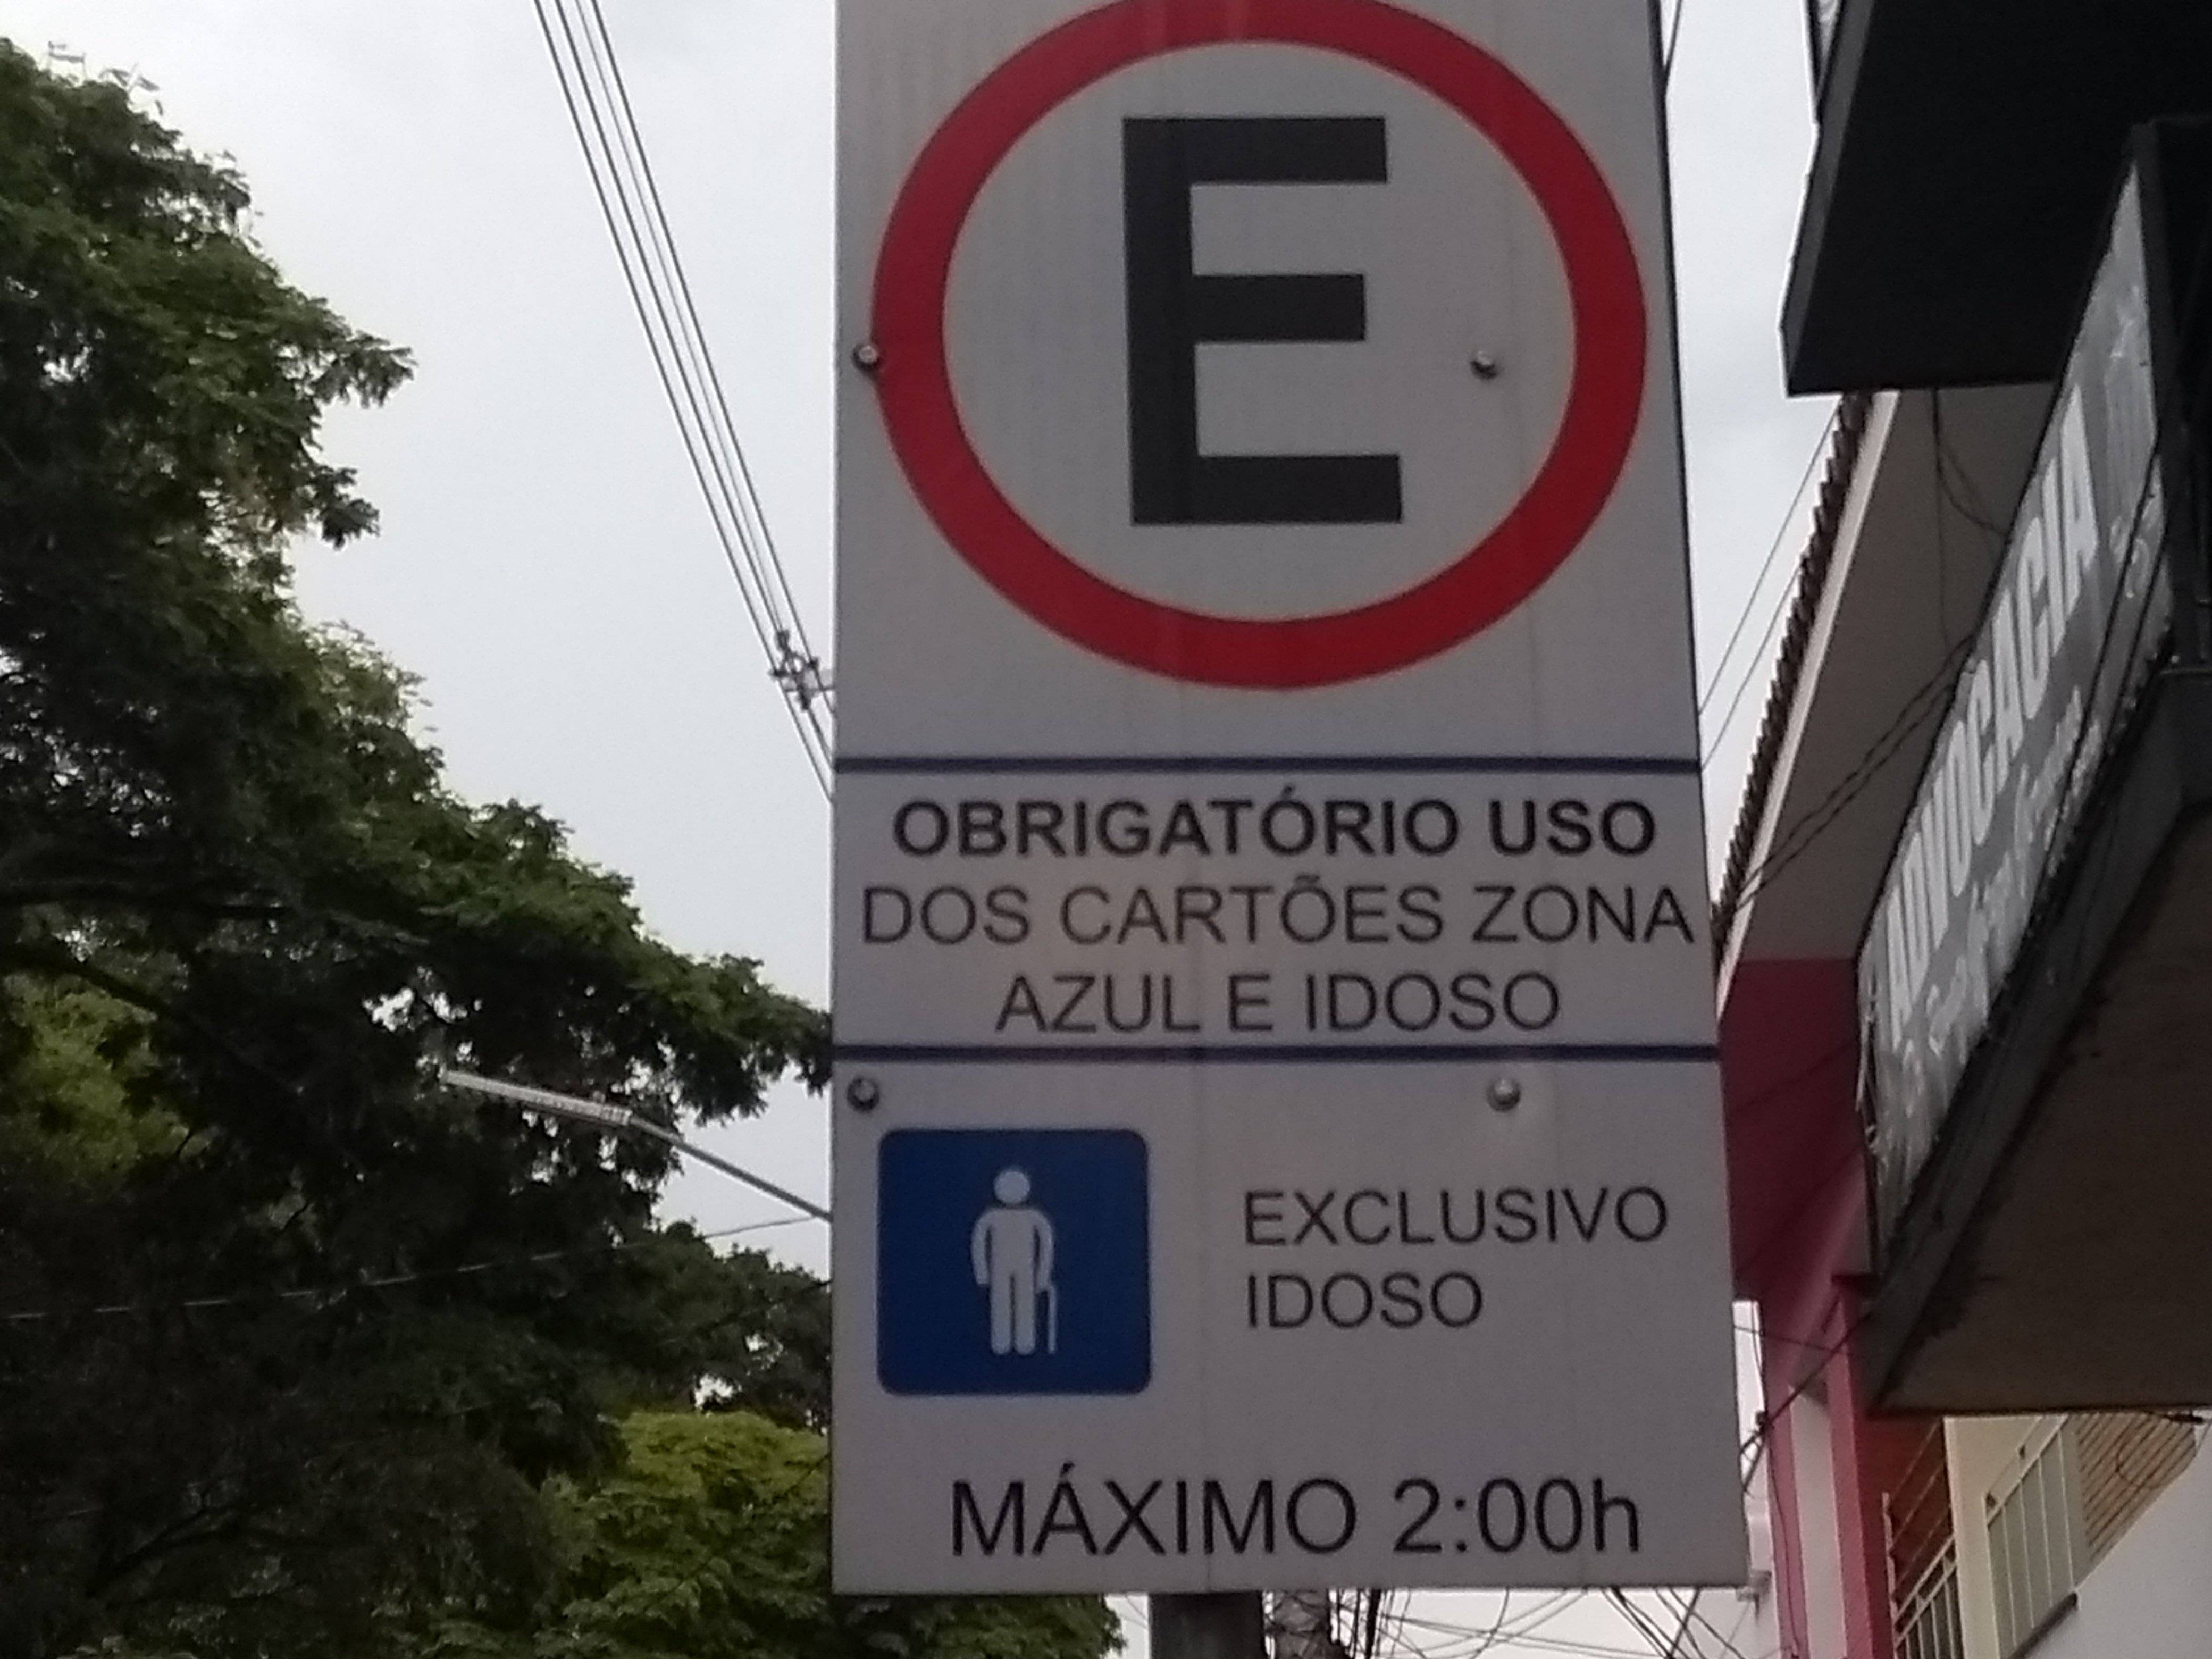 E
OBRIGATÓRIO USO
DOS CARTÕES ZONA
AZUL E IDOSO
EXCLUSIVO
IDOSO
MÁXIMO 2:00h
ADVOCACIA